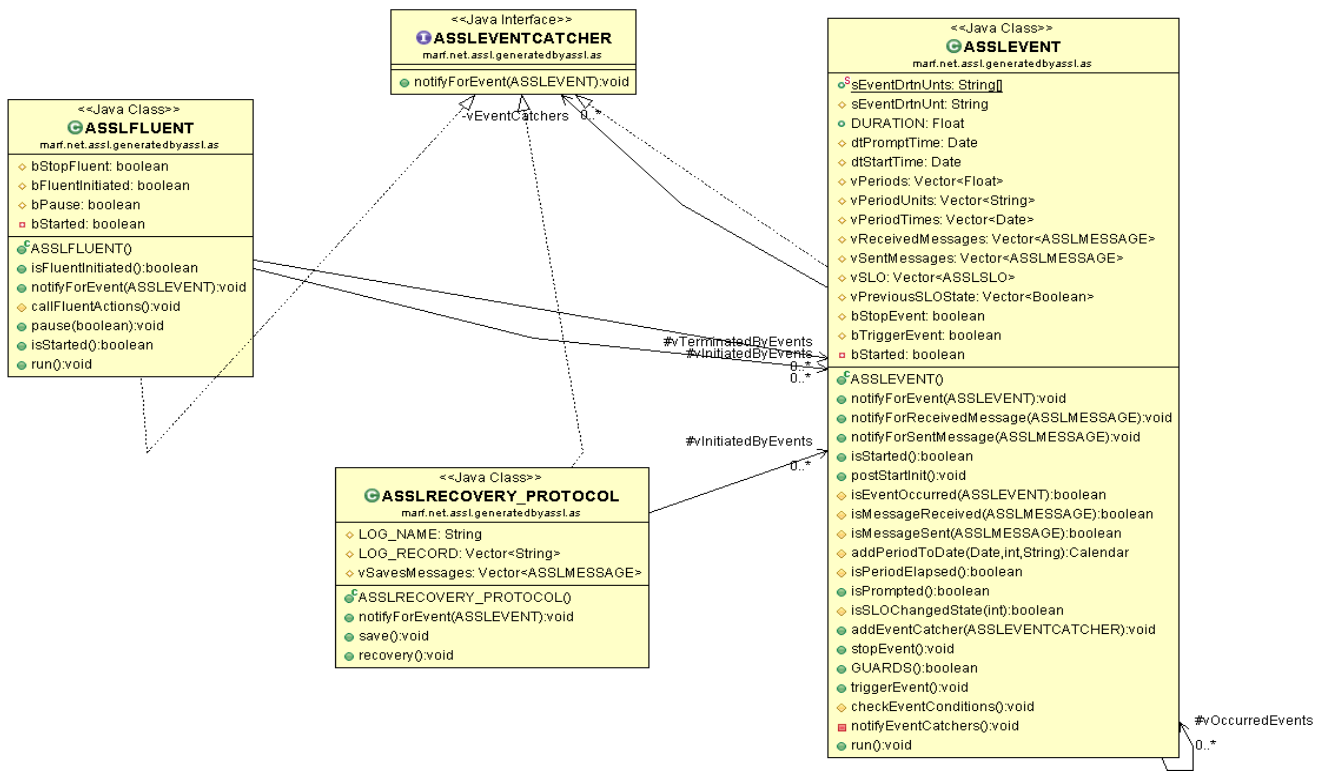 <<Java Interface>>
ASSLEVENTCATCHER
marf.net.assl.generatedbyassl.as
notifyForEvent(ASSLEVENT):void
-vEventCatchers 0..*
<<Java Class>>
ASSLFLUENT
marf.net.assl.generatedbyassl.as
bStopFluent: boolean
bFluentInitiated: boolean
bPause: boolean
bStarted: boolean
ASSLFLUENT()
isFluentInitiated():boolean
notifyForEvent(ASSLEVENT):void
callFluentActions():void
pause(boolean):void
isStarted():boolean
run():void
#vTerminatedByEvents
#vInitiatedByEvents
0..*
0..*
#vInitiatedByEvents
0..*
<<Java Class>>
ASSLRECOVERY_PROTOCOL
marf.net.assl.generatedbyassl.as
LOG_NAME: String
LOG_RECORD: Vector<String>
vSavesMessages: Vector<ASSLMESSAGE>
ASSLRECOVERY_PROTOCOL()
notifyForEvent(ASSLEVENT):void
save():void
recovery():void
<<Java Class>>
ASSLEVENT
marf.net.assl.generatedbyassl.as
sEventDrtnUnts: String[]
sEventDrtnUnt: String
DURATION: Float
dtPromptTime: Date
dtStartTime: Date
vPeriods: Vector<Float>
vPeriodUnits: Vector<String>
vPeriodTimes: Vector<Date>
vReceivedMessages: Vector<ASSLMESSAGE>
vSentMessages: Vector<ASSLMESSAGE>
vSLO: Vector<ASSLSLO>
vPreviousSLOState: Vector<Boolean>
bStopEvent: boolean
bTriggerEvent: boolean
bStarted: boolean
ASSLEVENT()
notifyForEvent(ASSLEVENT):void
notifyForReceivedMessage(ASSLMESSAGE):void
notifyForSentMessage(ASSLMESSAGE):void
isStarted():boolean
postStartInit():void
isEventOccurred(ASSLEVENT):boolean
isMessageReceived(ASSLMESSAGE):boolean
isMessageSent(ASSLMESSAGE):boolean
addPeriodToDate(Date,int,String):Calendar
isPeriodElapsed():boolean
isPrompted():boolean
isSLOChangedState(int):boolean
addEventCatcher(ASSLEVENTCATCHER):void
stopEvent():void
GUARDS():boolean
triggerEvent():void
checkEventConditions():void
notifyEventCatchers():void
run():void
#vOccurredEvents
0..*